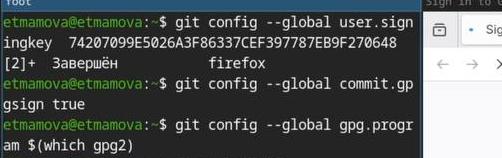 root
etmamova@etmamova:~$ git config --global user.sign
ingkey  74207099E5026A3F86337CEF397787EB9F270648
[2]+  Завершён              firefox
etmamova@etmamova:~$ git config --global commit.gp
gsign true
etmamova@etmamova:~$ git config --global gpg.progr
am $(which gpg2)
Sign in to G
Sig